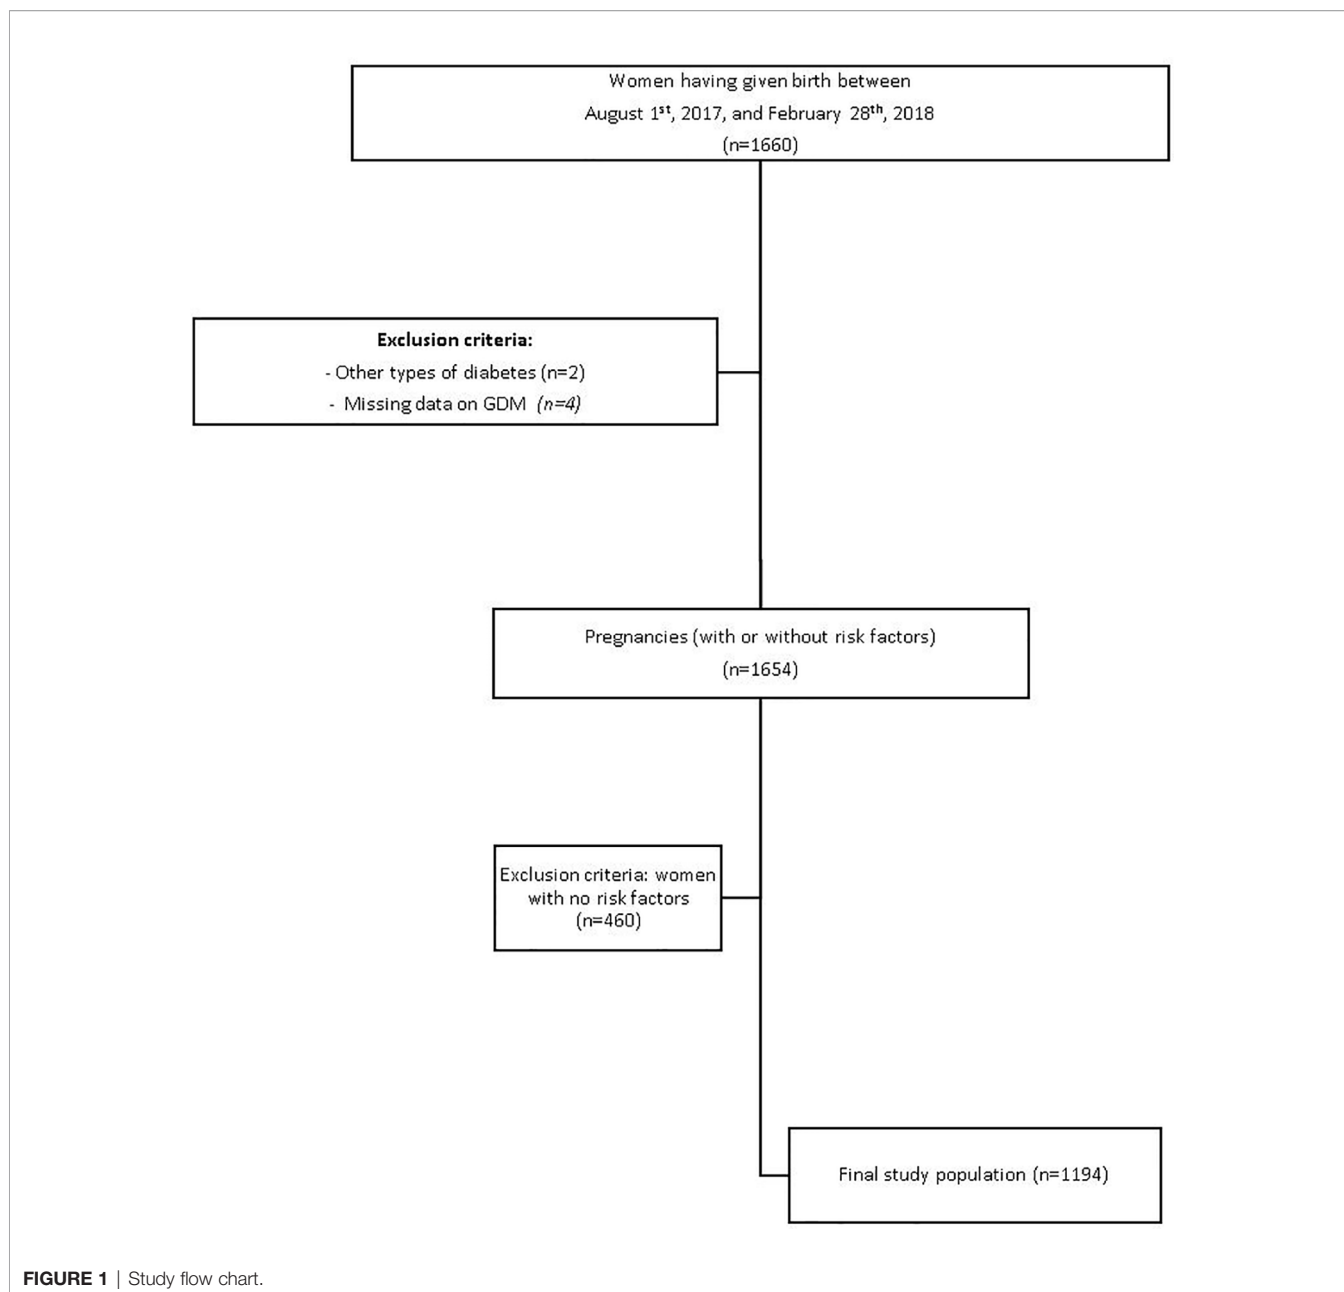 Women having given birth between
August 1st, 2017, and February 28th, 2018
(n=1660)
Exclusion criteria:
- Other types of diabetes (n=2)
- Missing data on GDM (n=4)
Pregnancies (with or without risk factors)
(n=1654)
Exclusion criteria: women
with no risk factors
(n=460)
Final study population (n=1194)
FIGURE 1 | Study flow chart.